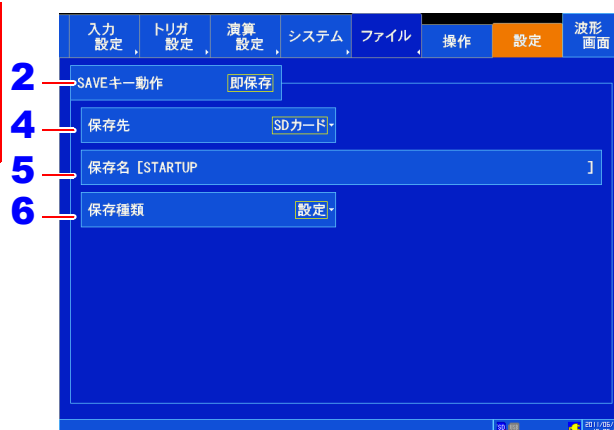 入力 設定
トリガ 設定
演算 設定
システム
ファイル
操作
設定
波形 画面
2 SAVEキー動作 即保存
4 保存先 SDカード
5 保存名 [STARTUP ]
6 保存種類 設定
SD